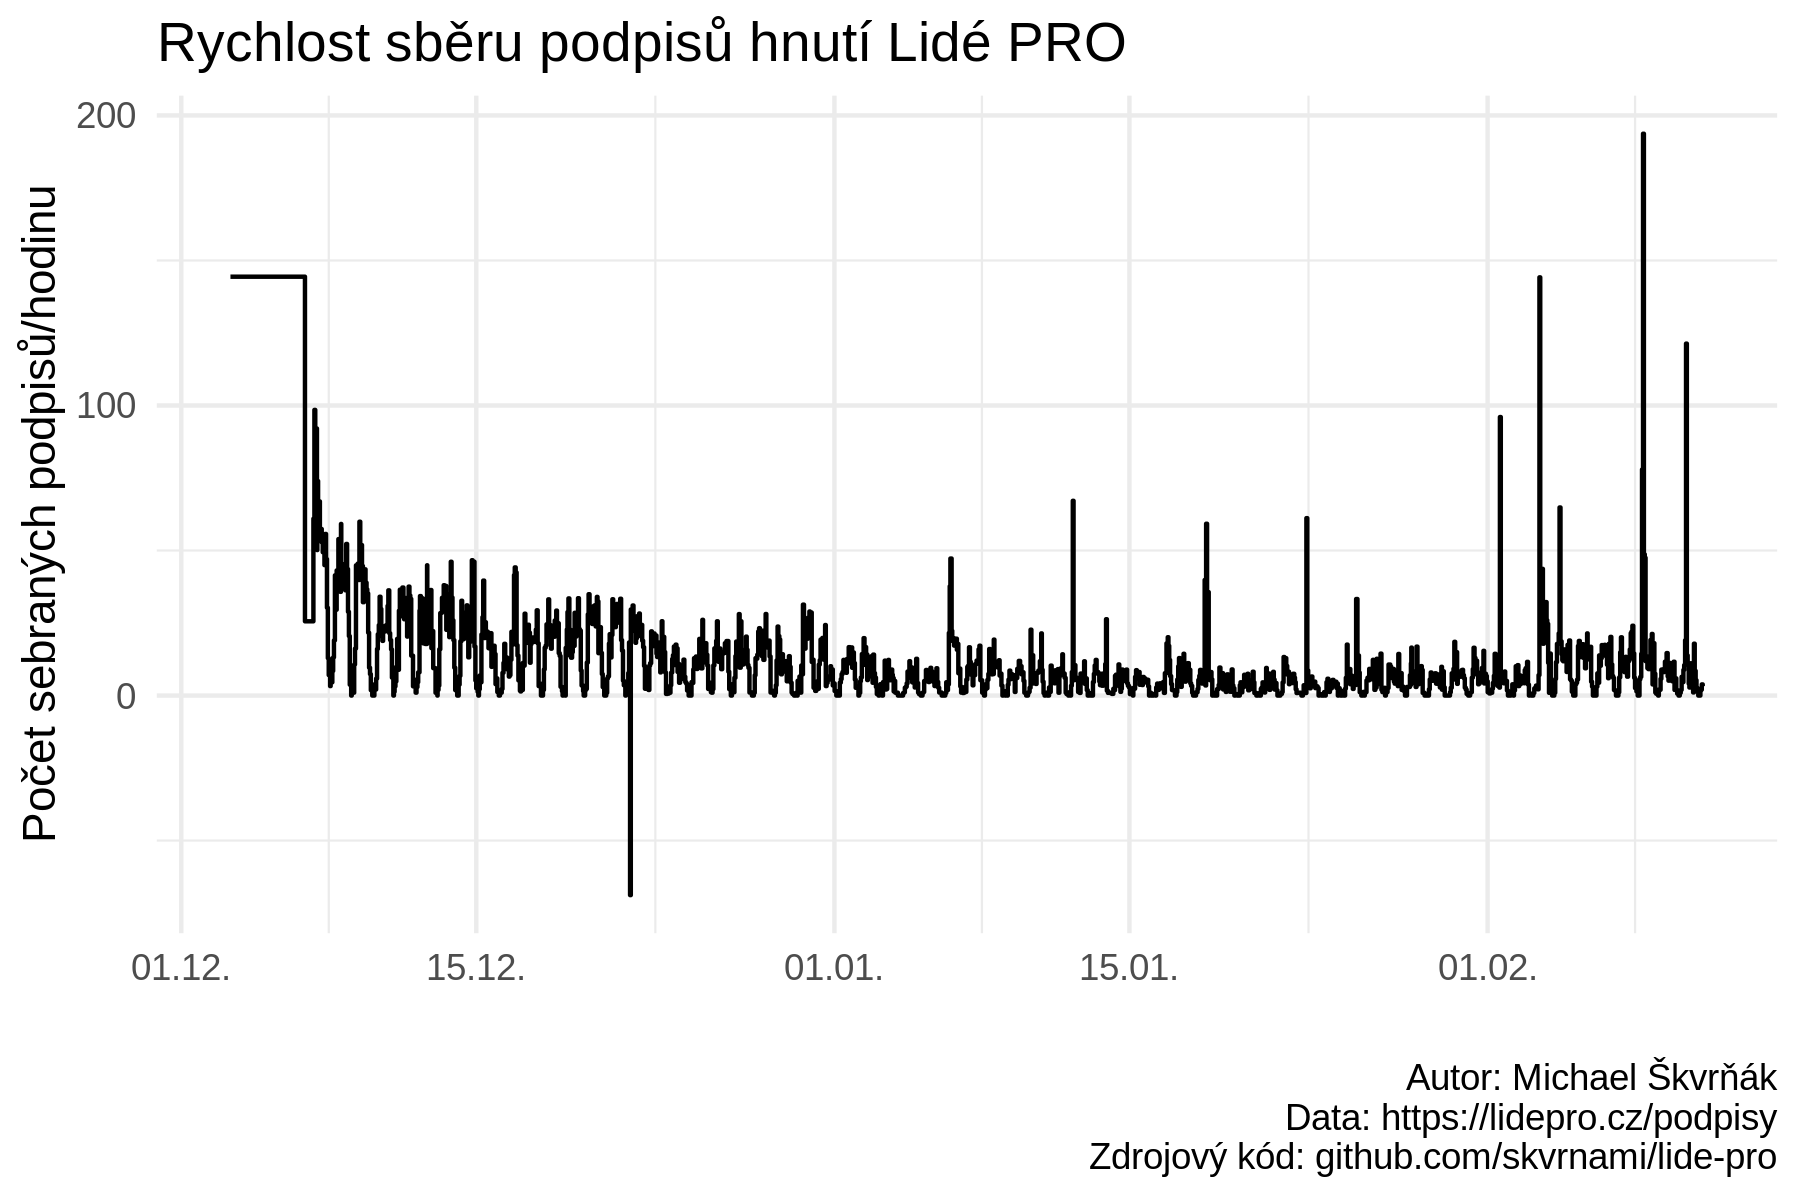 Rychlost sběru podpisů hnutí Lidé PRO
Počet sebraných podpisů/hodinu
200
100
0
01.12.
15.12.
01.01.
15.01.
01.02.
Autor: Michael Škvrňák
Data: https://lidepro.cz/podpisy
Zdrojový kód: github.com/skvrnami/lide-pro